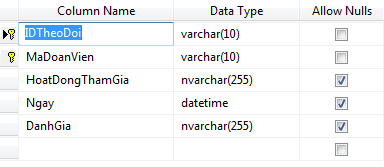 Column Name Data Type Allow Nulls
IDTheoDoi varchar(10)
MaDoanVien varchar(10)
HoatDongThamGia nvarchar(255)
Ngay datetime
DanhGia nvarchar(255)